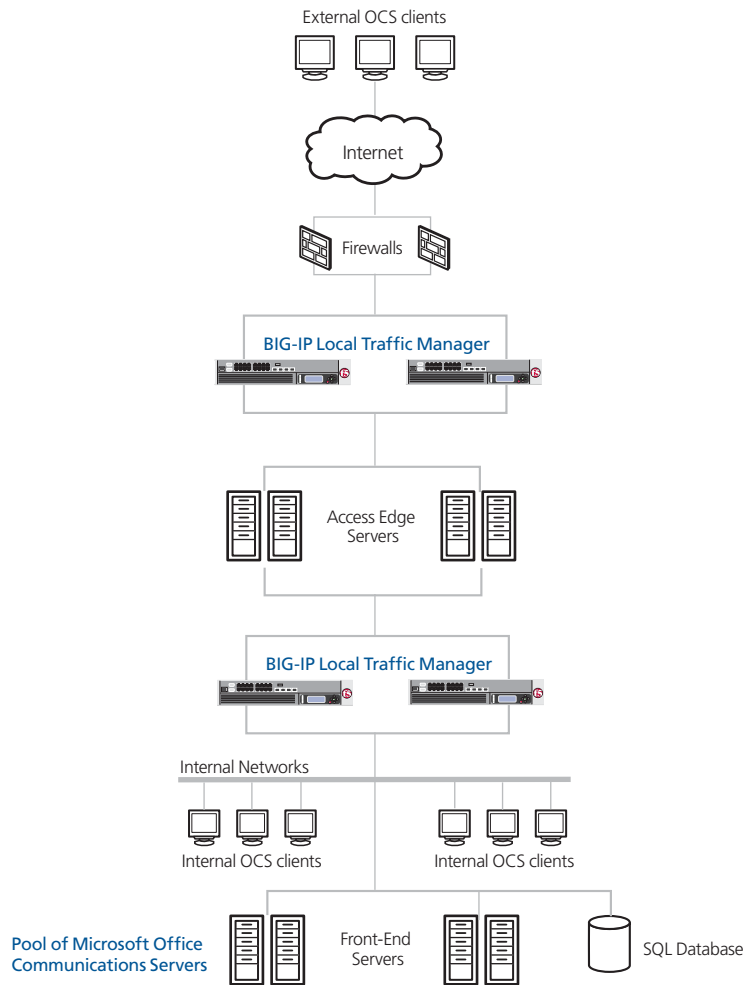 External OCS clients
Internet
Firewalls
BIG-IP Local Traffic Manager
Access Edge
Servers
BIG-IP Local Traffic Manager
Internal Networks
Internal OCS clients
Internal OCS clients
Pool of Microsoft Office
Communications Servers
Front-End
Servers
SQL Database